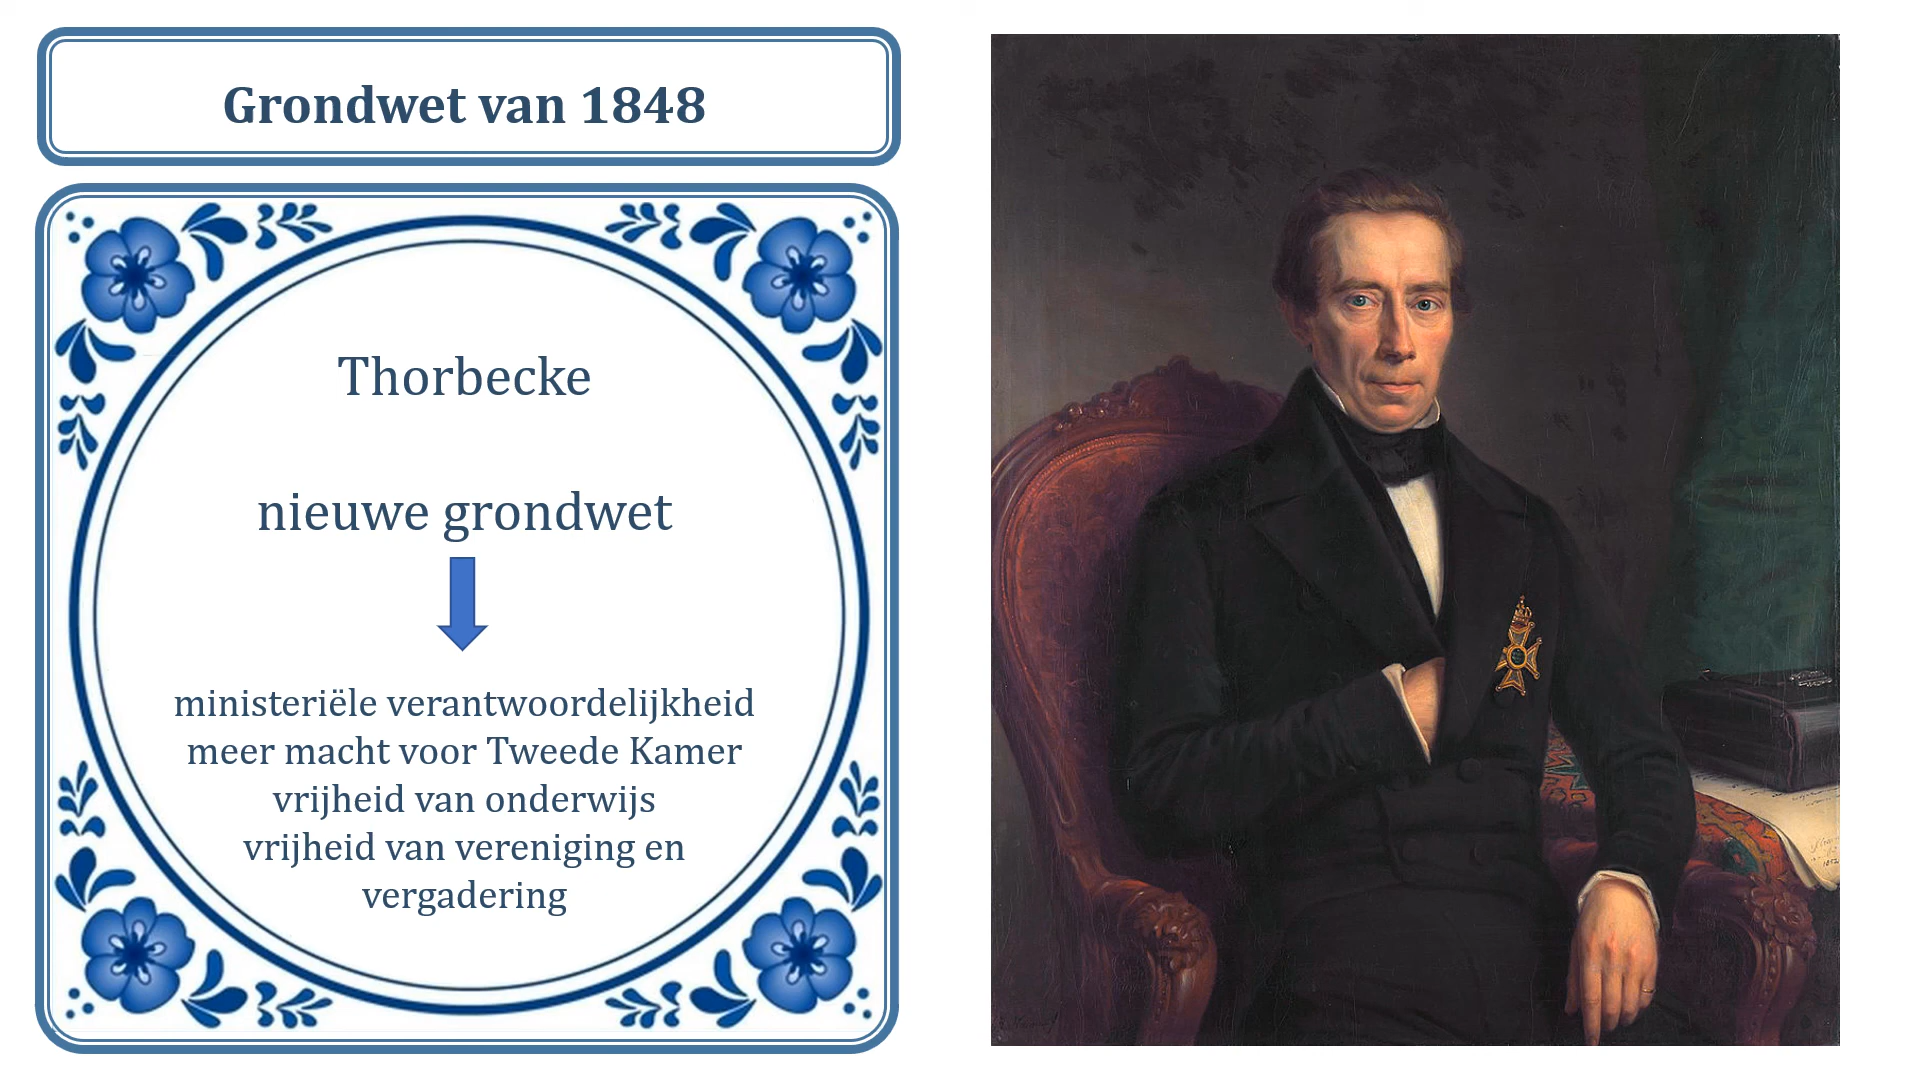 Grondwet van 1848
Thorbecke
nieuwe grondwet
ministeriële verantwoordelijkheid
meer macht voor Tweede Kamer
vrijheid van onderwijs
vrijheid van vereniging en
vergadering